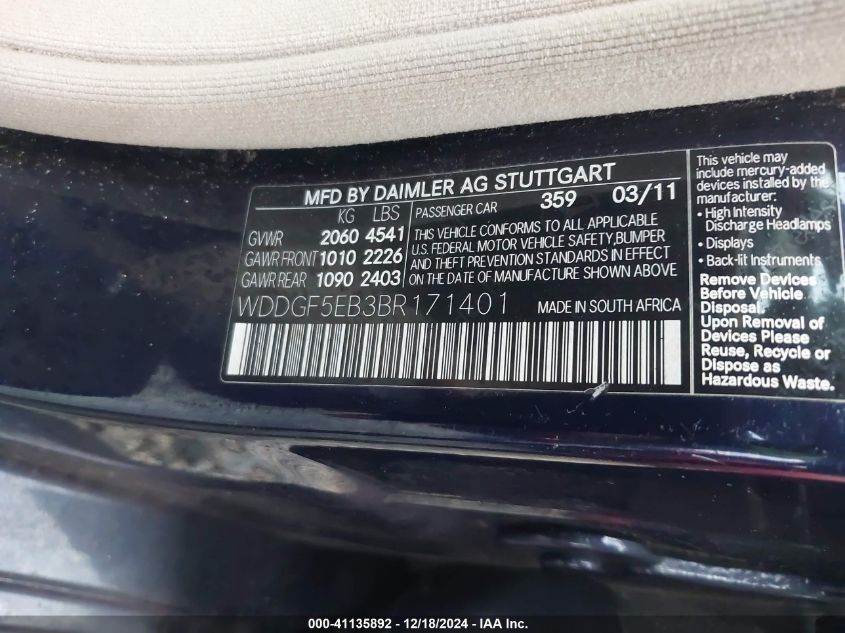 MFD BY DAIMLER AG STUTTGART
KG LBS
GVWR 2060 4541
GAWR FRONT 1010 2226
GAWR REAR 1090 2403
PASSENGER CAR 359 03/11
THIS VEHICLE CONFORMS TO ALL APPLICABLE
U.S. FEDERAL MOTOR VEHICLE SAFETY,BUMPER
AND THEFT PREVENTION STANDARDS IN EFFECT
ON THE DATE OF MANUFACTURE SHOWN ABOVE
WDDGF5EB3BR171401 MADE IN SOUTH AFRICA
This vehicle may
include mercury-added
devices installed by the
manufacturer:
• High Intensity
Discharge Headlamps
• Displays
• Back-lit Instruments
Remove Devices
Before Vehicle
Disposal.
Upon Removal of
Devices Please
Reuse, Recycle or
Dispose as
Hazardous Waste.
000-41135892 / 12/18/2024 - IAA Inc.